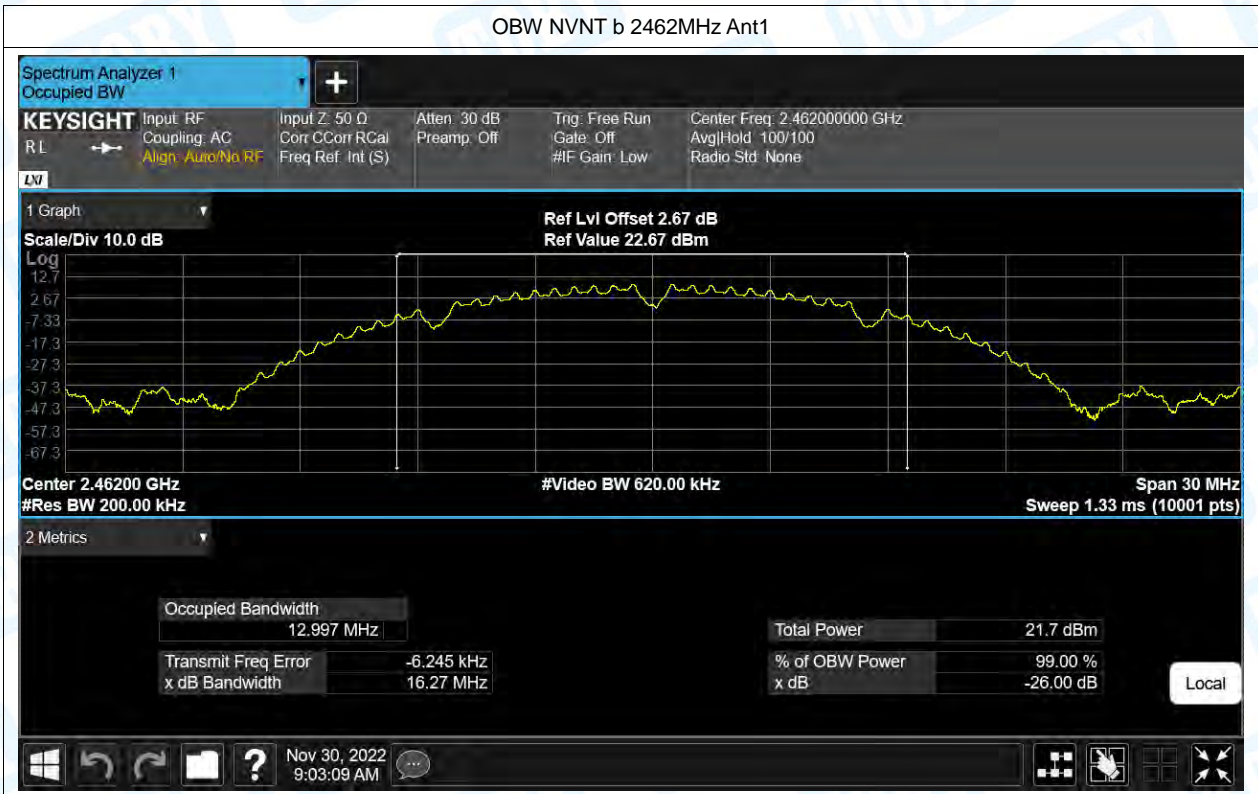 OBW NVNT b 2462MHz Ant1
Spectrum Analyzer 1
Occupied BW
KEYSIGHT
R L
LXI
Input: RF
Coupling: AC
Align: Auto/No RF
Input Z: 50 Ω
Corr CCorr RCal
Freq Ref: Int (S)
Atten: 30 dB
Preamp: Off
Trig: Free Run
Gate: Off
#IF Gain: Low
Center Freq: 2.462000000 GHz
Avg|Hold: 100/100
Radio Std: None
1 Graph
Scale/Div 10.0 dB
Ref Lvl Offset 2.67 dB
Ref Value 22.67 dBm
Log
12.7
2.67
-7.33
-17.3
-27.3
-37.3
-47.3
-57.3
-67.3
Center 2.46200 GHz
#Res BW 200.00 kHz
#Video BW 620.00 kHz
Span 30 MHz
Sweep 1.33 ms (10001 pts)
2 Metrics
Occupied Bandwidth
12.997 MHz
Transmit Freq Error -6.245 kHz
x dB Bandwidth 16.27 MHz
Total Power 21.7 dBm
% of OBW Power 99.00 %
x dB -26.00 dB
Local
Nov 30, 2022
9:03:09 AM